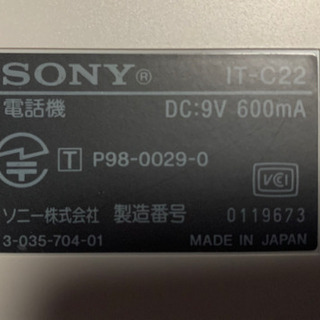 SONY® IT-C22
電話機 DC:9V 600mA
T P98-0029-0
VCCI
ソニー株式会社 製造番号 0119673
3-035-704-01 MADE IN JAPAN